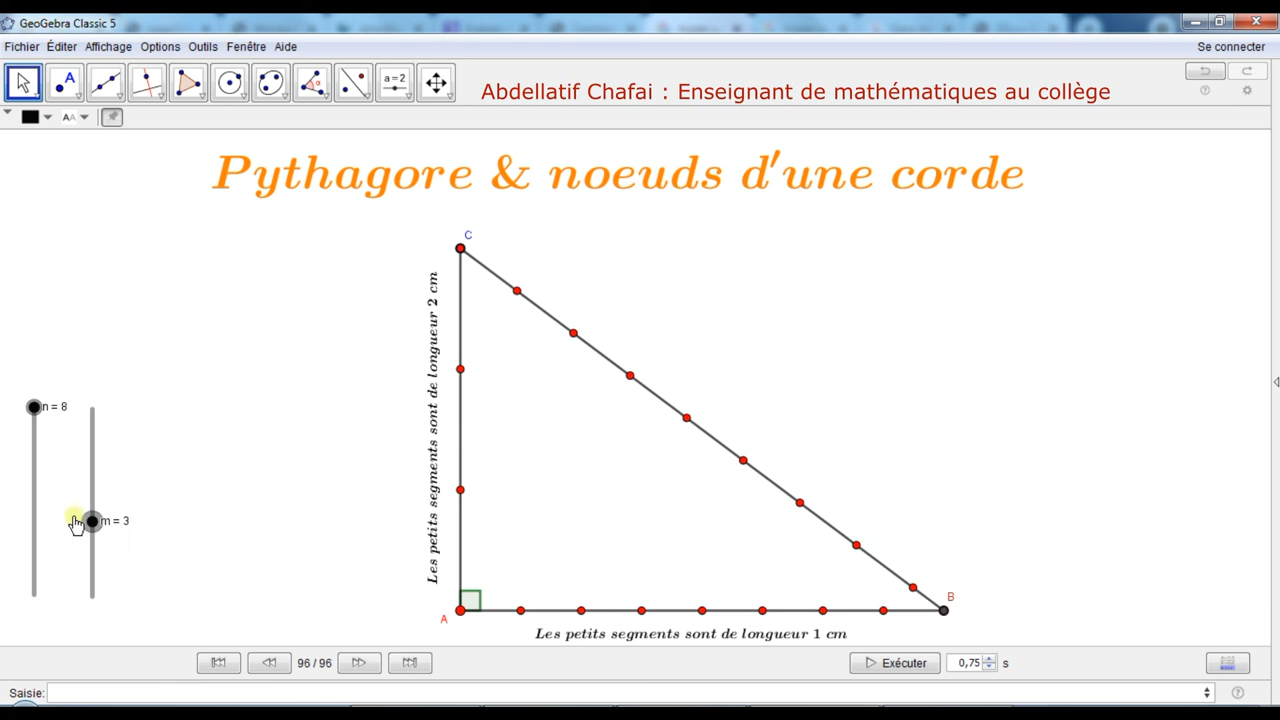 GeoGebra Classic 5
Fichier Éditer Affichage Options Outils Fenêtre Aide Se connecter
A a=2
Abdellatif Chafai : Enseignant de mathématiques au collège
AA
Pythagore & noeuds d'une corde
C
Les petits segments sont de longueur 2 cm
n = 8
m = 3
B
A
Les petits segments sont de longueur 1 cm
96 / 96 Exécuter 0,75 s
Saisie: